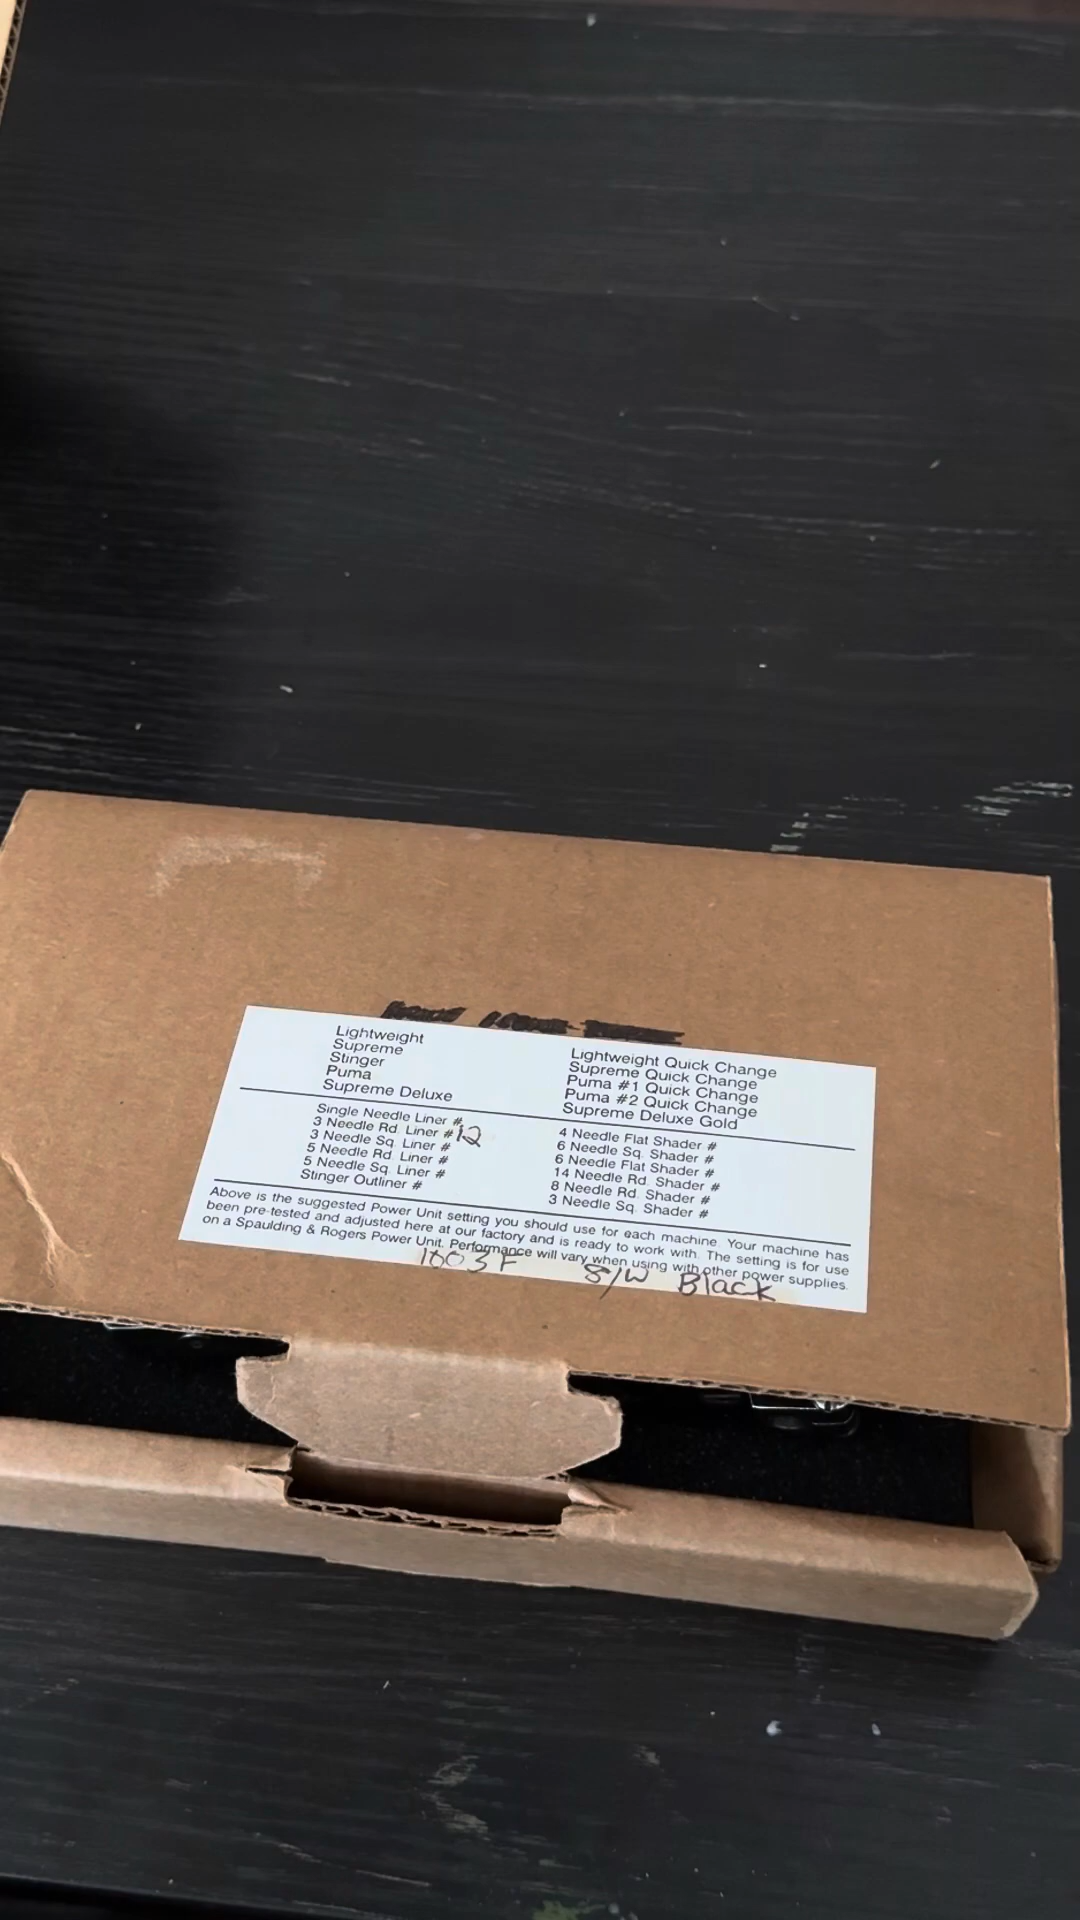 Lightweight
Supreme
Stinger
Puma
Supreme Deluxe
Lightweight Quick Change
Supreme Quick Change
Puma #1 Quick Change
Puma #2 Quick Change
Supreme Deluxe Gold
Single Needle Liner #
3 Needle Rd. Liner #12
3 Needle Sq. Liner #
5 Needle Rd. Liner #
5 Needle Sq. Liner #
Stinger Outliner #
4 Needle Flat Shader #
6 Needle Sq. Shader #
6 Needle Flat Shader #
14 Needle Rd. Shader #
8 Needle Rd. Shader #
3 Needle Sq. Shader #
Above is the suggested Power Unit setting you should use for each machine. Your machine has
been pre-tested and adjusted here at our factory and is ready to work with. The setting is for use
on a Spaulding & Rogers Power Unit. Performance will vary when using with other power supplies.
1003F S/W Black